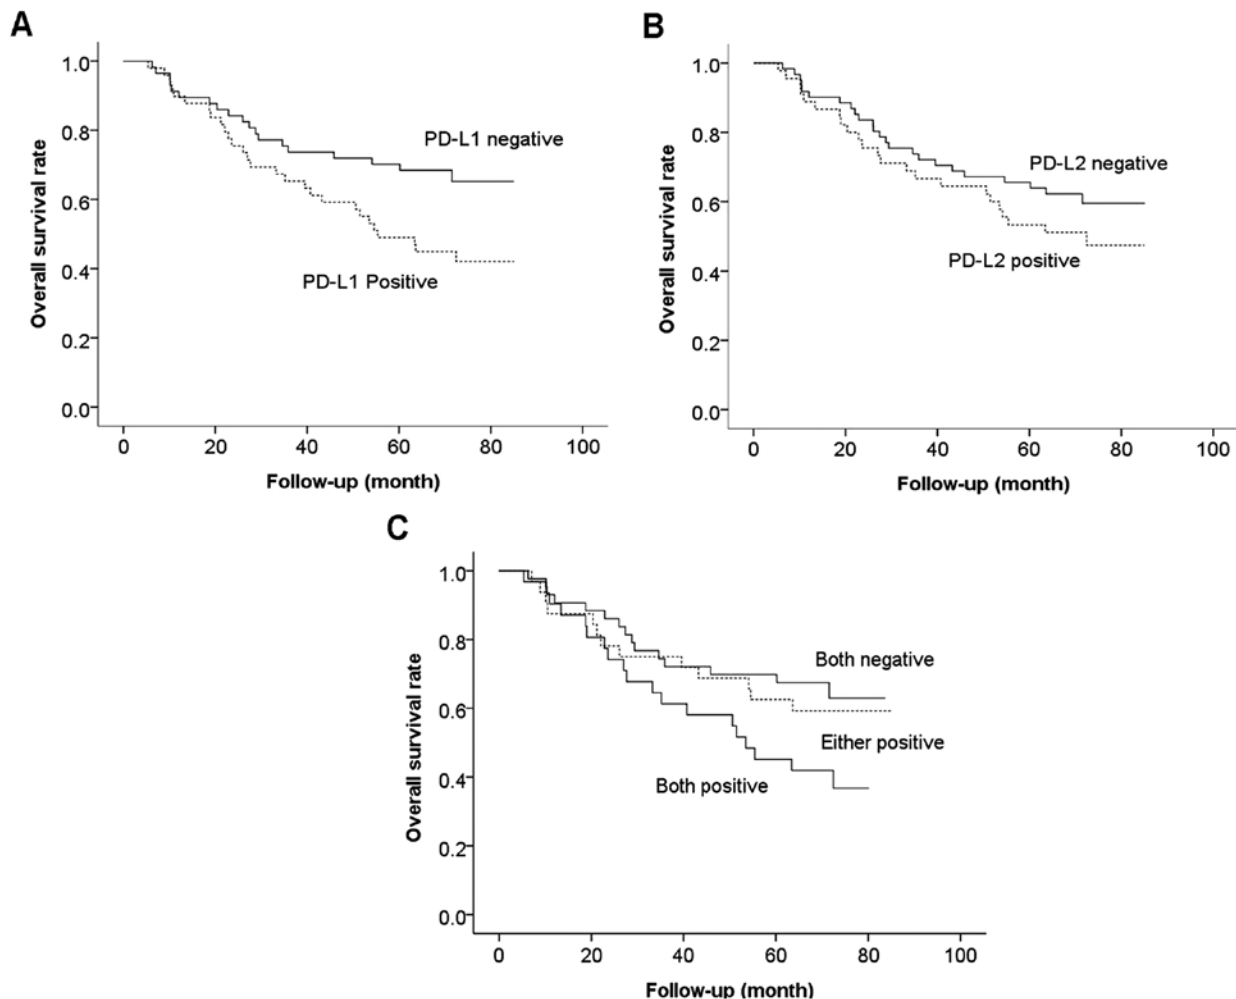 A
Overall survival rate
1.0
0.8
0.6
0.4
0.2
0.0
PD-L1 negative
PD-L1 Positive
0 20 40 60 80 100
Follow-up (month)
B
Overall survival rate
1.0
0.8
0.6
0.4
0.2
0.0
PD-L2 negative
PD-L2 positive
0 20 40 60 80 100
Follow-up (month)
C
Overall survival rate
1.0
0.8
0.6
0.4
0.2
0.0
Both negative
Either positive
Both positive
0 20 40 60 80 100
Follow-up (month)